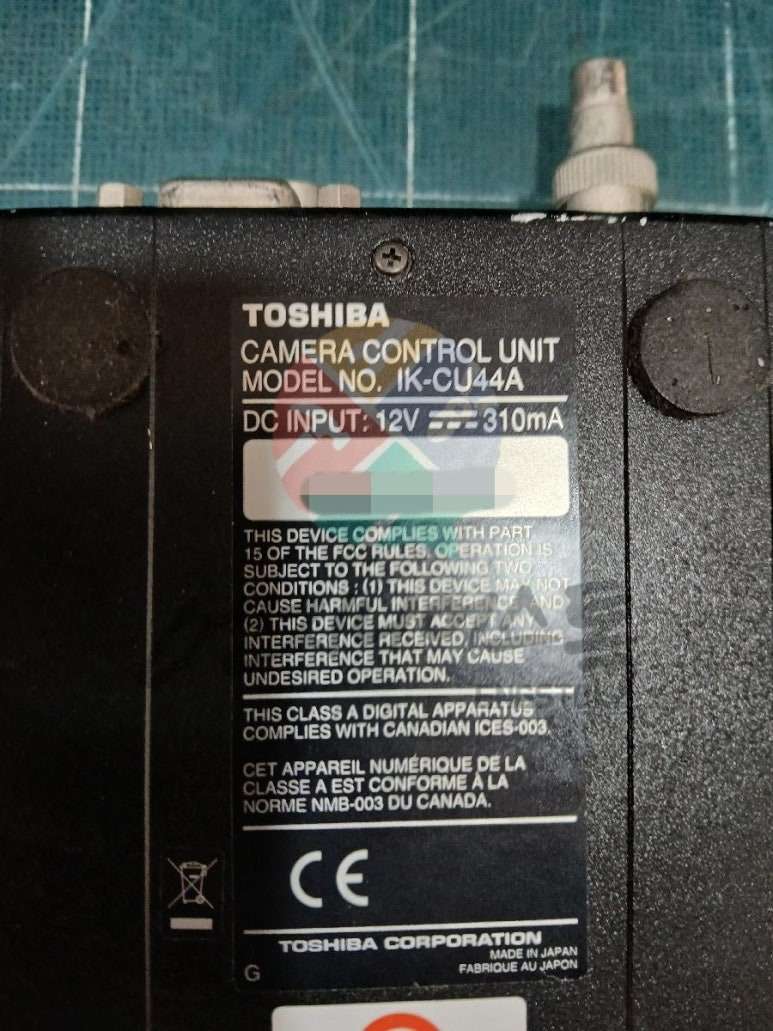 TOSHIBA
CAMERA CONTROL UNIT
MODEL NO. IK-CU44A
DC INPUT: 12V 310mA
THIS DEVICE COMPLIES WITH PART
15 OF THE FCC RULES. OPERATION IS
SUBJECT TO THE FOLLOWING TWO
CONDITIONS : (1) THIS DEVICE MAY NOT
CAUSE HARMFUL INTERFERENCE, AND
(2) THIS DEVICE MUST ACCEPT ANY
INTERFERENCE RECEIVED, INCLUDING
INTERFERENCE THAT MAY CAUSE
UNDESIRED OPERATION.
THIS CLASS A DIGITAL APPARATUS
COMPLIES WITH CANADIAN ICES-003.
CET APPAREIL NUMÉRIQUE DE LA
CLASSE A EST CONFORME À LA
NORME NMB-003 DU CANADA.
CE
TOSHIBA CORPORATION
MADE IN JAPAN
G FABRIQUE AU JAPON